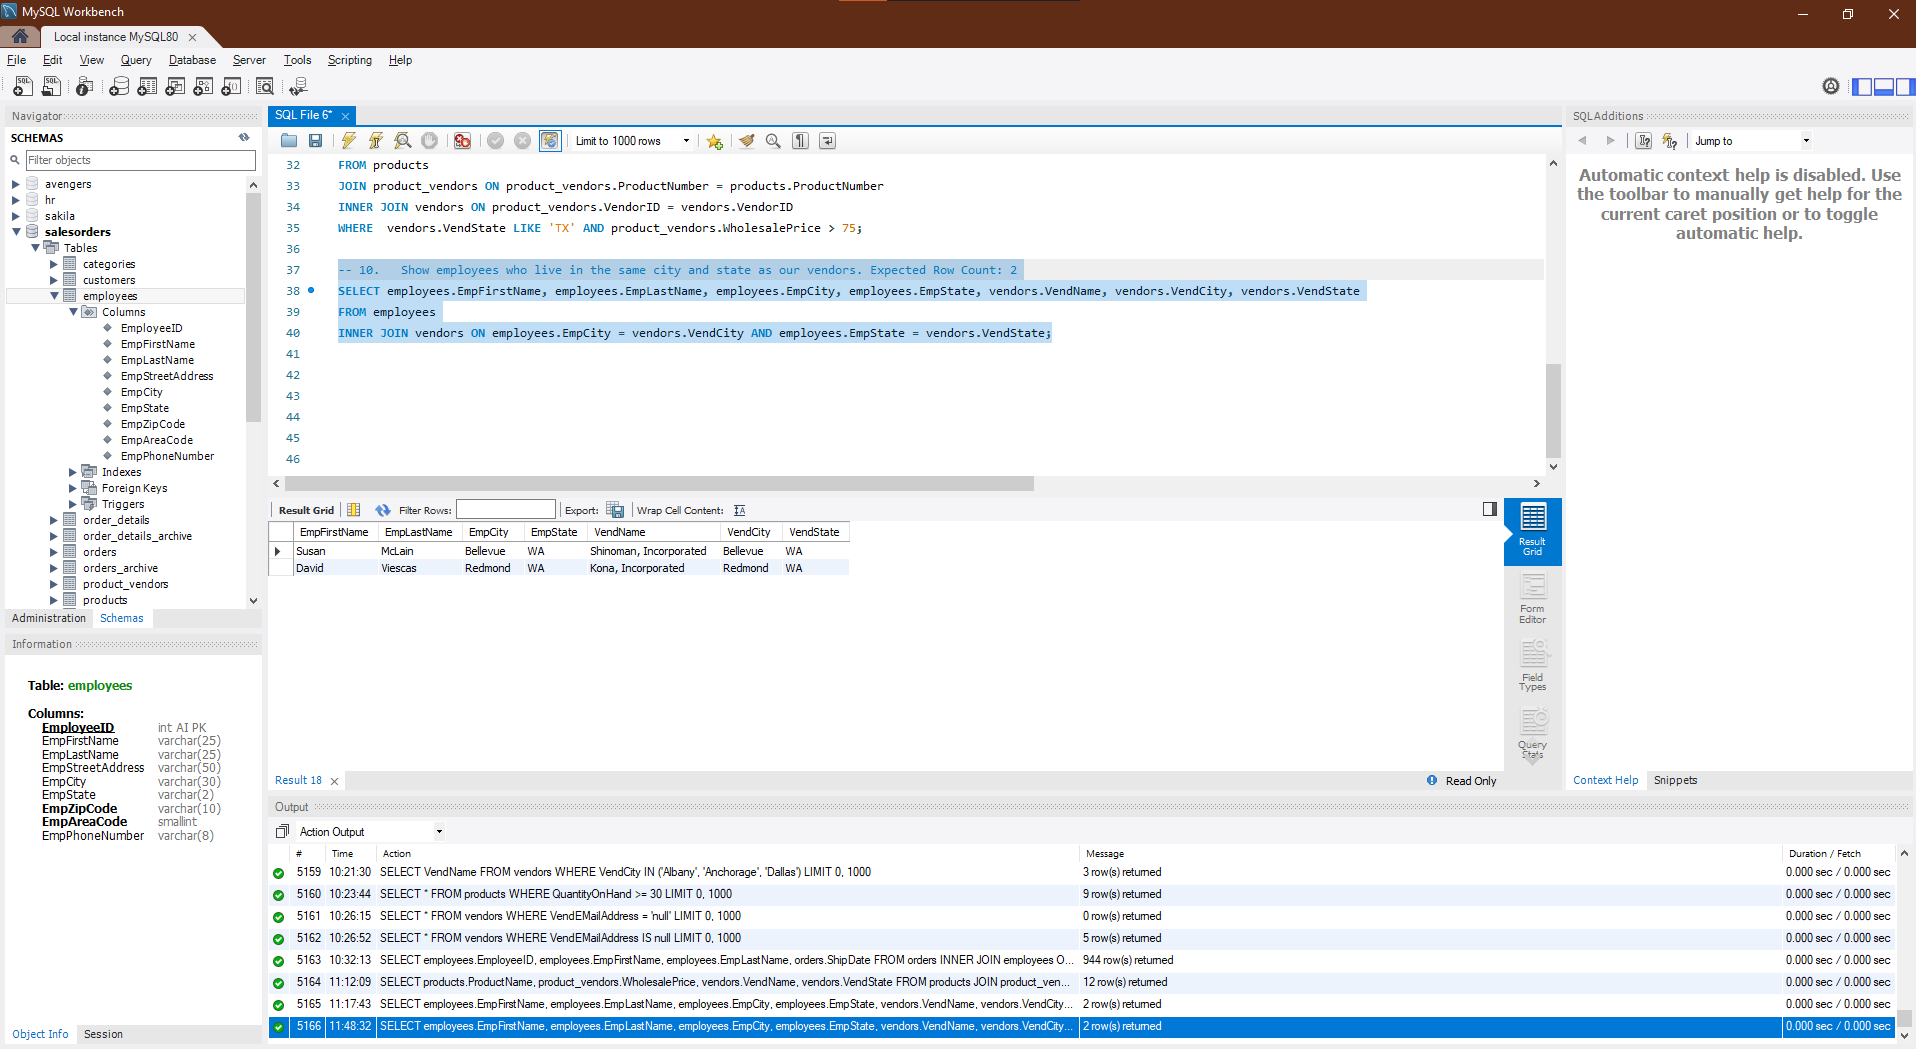 MySQL Workbench
Local instance MySQL80
File Edit View Query Database Server Tools Scripting Help
Navigator
SCHEMAS
Filter objects
avengers
hr
sakila
salesorders
Tables
categories
customers
employees
Columns
EmployeeID
EmpFirstName
EmpLastName
EmpStreetAddress
EmpCity
EmpState
EmpZipCode
EmpAreaCode
EmpPhoneNumber
Indexes
Foreign Keys
Triggers
order_details
order_details_archive
orders
orders_archive
product_vendors
products
Administration Schemas
Information
Table: employees
Columns:
EmployeeID int AI PK
EmpFirstName varchar(25)
EmpLastName varchar(25)
EmpStreetAddress varchar(50)
EmpCity varchar(30)
EmpState varchar(2)
EmpZipCode varchar(10)
EmpAreaCode smallint
EmpPhoneNumber varchar(8)
Object Info Session
SQL File 6*
Limit to 1000 rows
32 FROM products
33 JOIN product_vendors ON product_vendors.ProductNumber = products.ProductNumber
34 INNER JOIN vendors ON product_vendors.VendorID = vendors.VendorID
35 WHERE vendors.VendState LIKE 'TX' AND product_vendors.WholesalePrice > 75;
36
37 -- 10. Show employees who live in the same city and state as our vendors. Expected Row Count: 2
38 SELECT employees.EmpFirstName, employees.EmpLastName, employees.EmpCity, employees.EmpState, vendors.VendName, vendors.VendCity, vendors.VendState
39 FROM employees
40 INNER JOIN vendors ON employees.EmpCity = vendors.VendCity AND employees.EmpState = vendors.VendState;
41
42
43
44
45
46
Result Grid Filter Rows: Export: Wrap Cell Content:
EmpFirstName EmpLastName EmpCity EmpState VendName VendCity VendState
Susan McLain Bellevue WA Shinoman, Incorporated Bellevue WA
David Viescas Redmond WA Kona, Incorporated Redmond WA
Result Grid
Form Editor
Field Types
Query Stats
Result 18
Read Only
Output
Action Output
# Time Action Message Duration / Fetch
5159 10:21:30 SELECT VendName FROM vendors WHERE VendCity IN ('Albany', 'Anchorage', 'Dallas') LIMIT 0, 1000 3 row(s) returned 0.000 sec / 0.000 sec
5160 10:23:44 SELECT * FROM products WHERE QuantityOnHand >= 30 LIMIT 0, 1000 9 row(s) returned 0.000 sec / 0.000 sec
5161 10:26:15 SELECT * FROM vendors WHERE VendEMailAddress = 'null' LIMIT 0, 1000 0 row(s) returned 0.000 sec / 0.000 sec
5162 10:26:52 SELECT * FROM vendors WHERE VendEMailAddress IS null LIMIT 0, 1000 5 row(s) returned 0.000 sec / 0.000 sec
5163 10:32:13 SELECT employees.EmployeeID, employees.EmpFirstName, employees.EmpLastName, orders.ShipDate FROM orders INNER JOIN employees O... 944 row(s) returned 0.000 sec / 0.000 sec
5164 11:12:09 SELECT products.ProductName, product_vendors.WholesalePrice, vendors.VendName, vendors.VendState FROM products JOIN product_ven... 12 row(s) returned 0.000 sec / 0.000 sec
5165 11:17:43 SELECT employees.EmpFirstName, employees.EmpLastName, employees.EmpCity, employees.EmpState, vendors.VendName, vendors.VendCity... 2 row(s) returned 0.000 sec / 0.000 sec
5166 11:48:32 SELECT employees.EmpFirstName, employees.EmpLastName, employees.EmpCity, employees.EmpState, vendors.VendName, vendors.VendCity... 2 row(s) returned 0.000 sec / 0.000 sec
SQLAdditions
Jump to
Automatic context help is disabled. Use
the toolbar to manually get help for the
current caret position or to toggle
automatic help.
Context Help Snippets